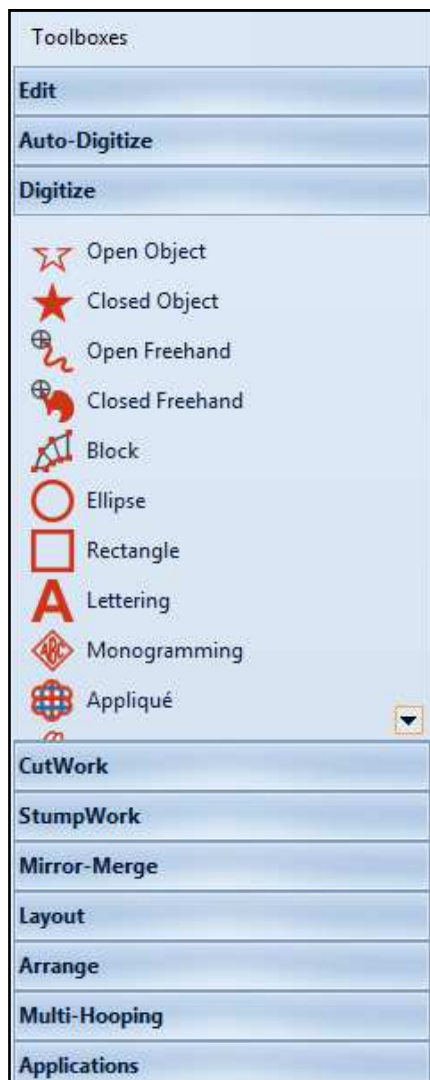 Toolboxes
Edit
Auto-Digitize
Digitize
Open Object
Closed Object
Open Freehand
Closed Freehand
Block
Ellipse
Rectangle
A Lettering
ABC Monogramming
Appliqué
CutWork
StumpWork
Mirror-Merge
Layout
Arrange
Multi-Hooping
Applications